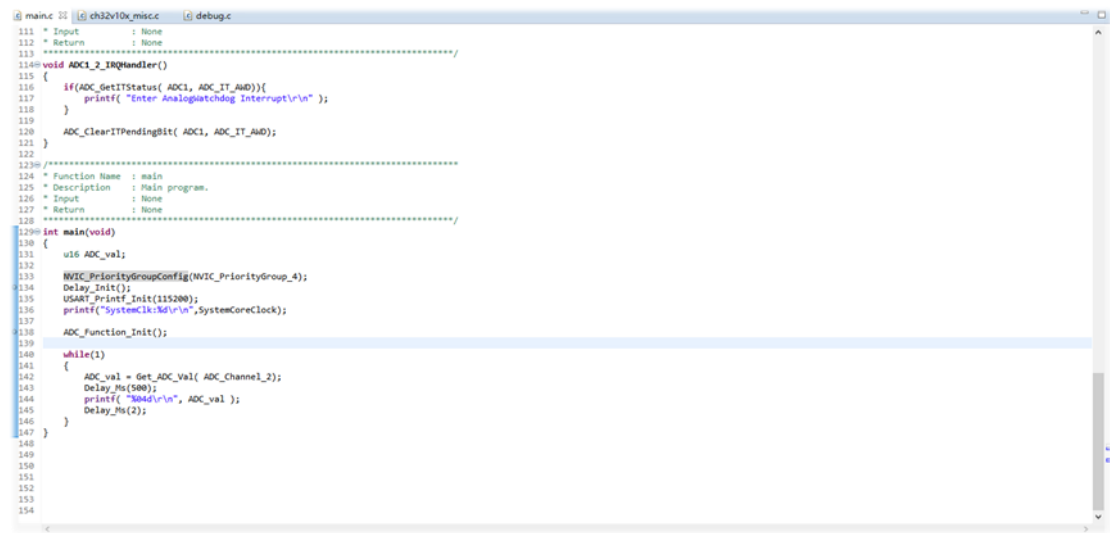 main.c ch32v10x_misc.c debug.c
111 * Input : None
112 * Return : None
113 *******************************************************************************/
114 void ADC1_2_IRQHandler()
115 {
116 if(ADC_GetITStatus( ADC1, ADC_IT_AWD)){
117 printf( "Enter AnalogWatchdog Interrupt\r\n" );
118 }
119
120 ADC_ClearITPendingBit( ADC1, ADC_IT_AWD);
121 }
122
123 /*******************************************************************************
124 * Function Name : main
125 * Description : Main program.
126 * Input : None
127 * Return : None
128 *******************************************************************************/
129 int main(void)
130 {
131 u16 ADC_val;
132
133 NVIC_PriorityGroupConfig(NVIC_PriorityGroup_4);
134 Delay_Init();
135 USART_Printf_Init(115200);
136 printf("SystemClk:%d\r\n",SystemCoreClock);
137
138 ADC_Function_Init();
139
140 while(1)
141 {
142 ADC_val = Get_ADC_Val( ADC_Channel_2);
143 Delay_Ms(500);
144 printf( "%04d\r\n", ADC_val );
145 Delay_Ms(2);
146 }
147 }
148
149
150
151
152
153
154